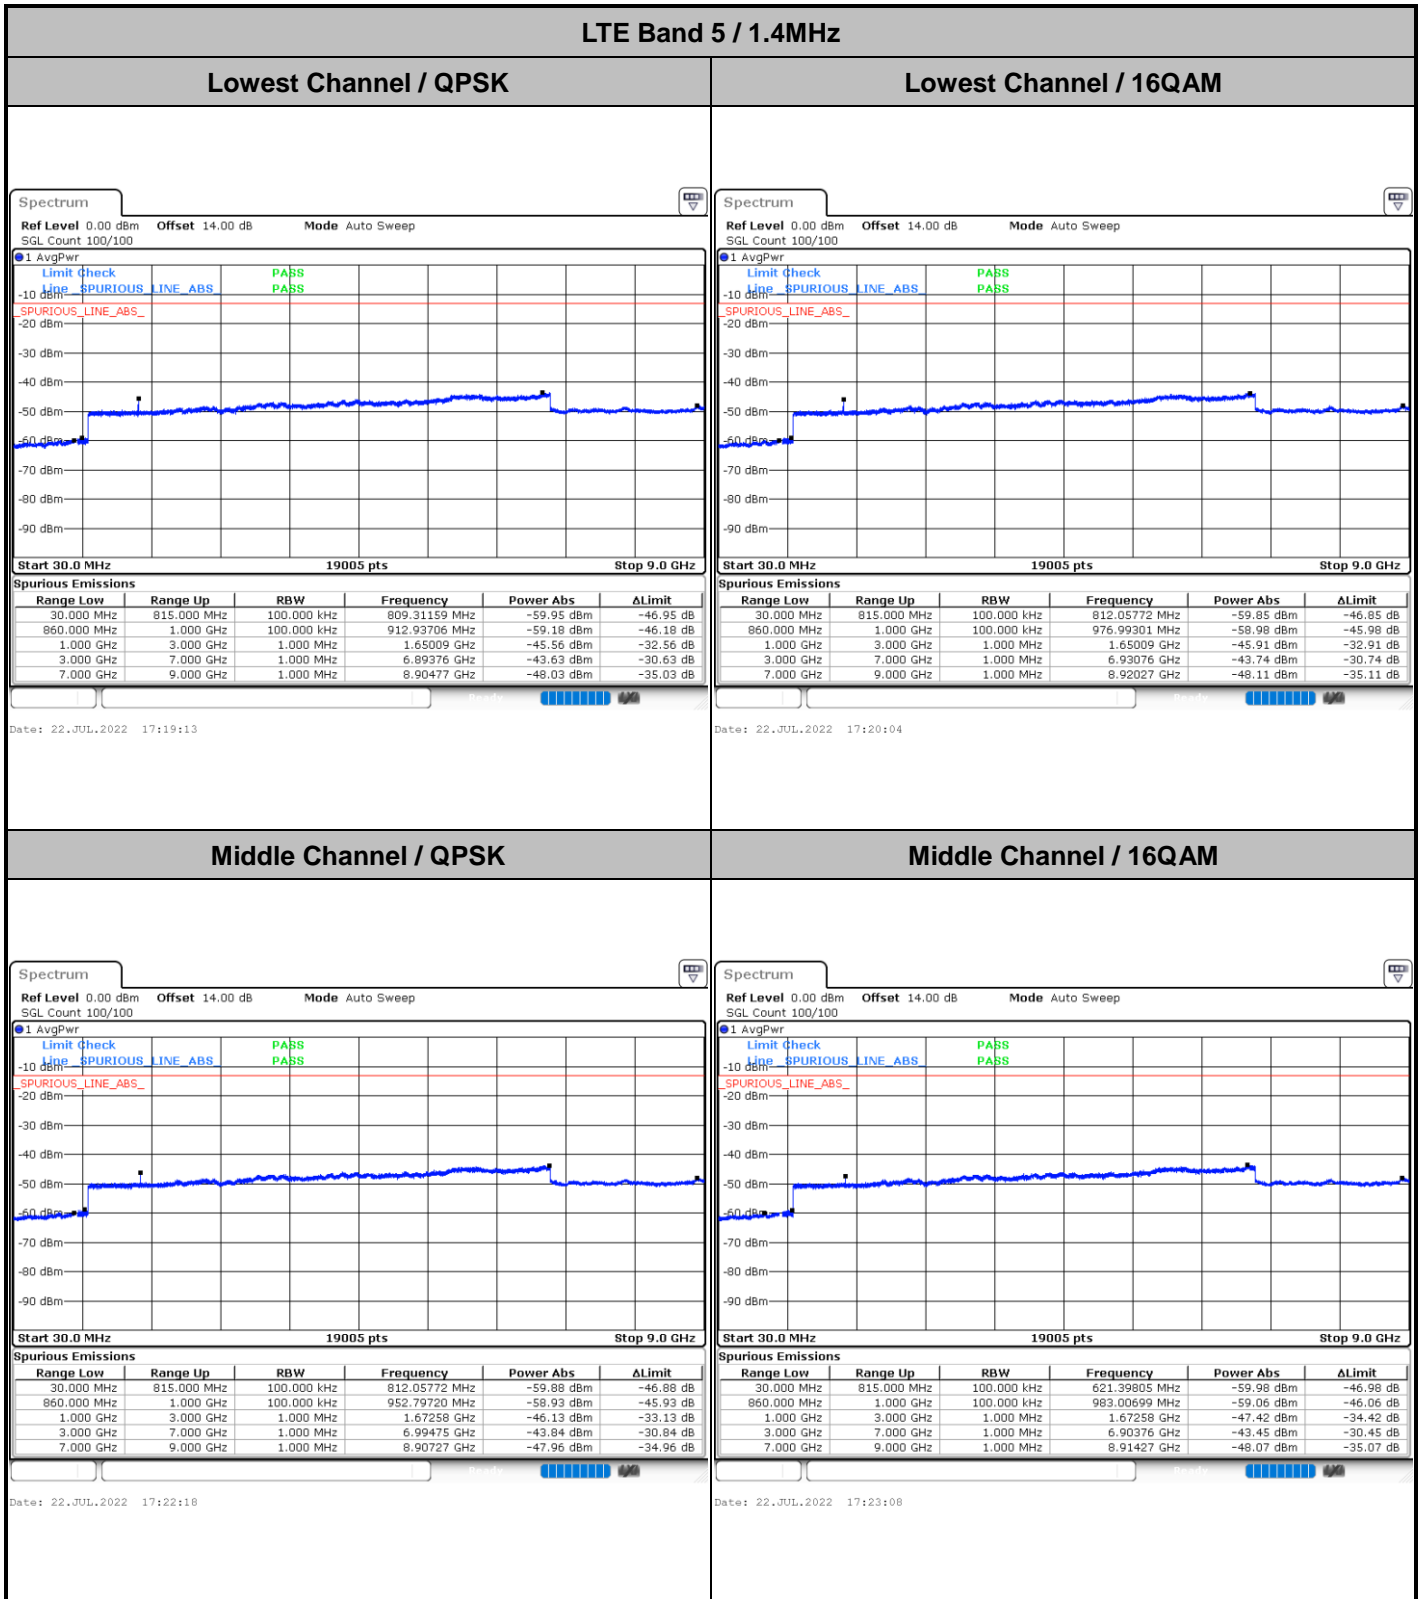 LTE Band 5 / 1.4MHz
Lowest Channel / QPSK
Lowest Channel / 16QAM
Spectrum
Ref Level 0.00 dBm Offset 14.00 dB Mode Auto Sweep
SGL Count 100/100
1 AvgPwr
Limit Check PASS
Line _SPURIOUS_LINE_ABS_ PASS
-10 dBm
_SPURIOUS_LINE_ABS_
-20 dBm
-30 dBm
-40 dBm
-50 dBm
-60 dBm
-70 dBm
-80 dBm
-90 dBm
Start 30.0 MHz 19005 pts Stop 9.0 GHz
Spurious Emissions
Range Low Range Up RBW Frequency Power Abs ΔLimit
30.000 MHz 815.000 MHz 100.000 kHz 809.31159 MHz -59.95 dBm -46.95 dB
860.000 MHz 1.000 GHz 100.000 kHz 912.93706 MHz -59.18 dBm -46.18 dB
1.000 GHz 3.000 GHz 1.000 MHz 1.65009 GHz -45.56 dBm -32.56 dB
3.000 GHz 7.000 GHz 1.000 MHz 6.89376 GHz -43.63 dBm -30.63 dB
7.000 GHz 9.000 GHz 1.000 MHz 8.90477 GHz -48.03 dBm -35.03 dB
Ready
Date: 22.JUL.2022 17:19:13
Spectrum
Ref Level 0.00 dBm Offset 14.00 dB Mode Auto Sweep
SGL Count 100/100
1 AvgPwr
Limit Check PASS
Line _SPURIOUS_LINE_ABS_ PASS
-10 dBm
_SPURIOUS_LINE_ABS_
-20 dBm
-30 dBm
-40 dBm
-50 dBm
-60 dBm
-70 dBm
-80 dBm
-90 dBm
Start 30.0 MHz 19005 pts Stop 9.0 GHz
Spurious Emissions
Range Low Range Up RBW Frequency Power Abs ΔLimit
30.000 MHz 815.000 MHz 100.000 kHz 812.05772 MHz -59.85 dBm -46.85 dB
860.000 MHz 1.000 GHz 100.000 kHz 976.99301 MHz -58.98 dBm -45.98 dB
1.000 GHz 3.000 GHz 1.000 MHz 1.65009 GHz -45.91 dBm -32.91 dB
3.000 GHz 7.000 GHz 1.000 MHz 6.93076 GHz -43.74 dBm -30.74 dB
7.000 GHz 9.000 GHz 1.000 MHz 8.92027 GHz -48.11 dBm -35.11 dB
Ready
Date: 22.JUL.2022 17:20:04
Middle Channel / QPSK
Middle Channel / 16QAM
Spectrum
Ref Level 0.00 dBm Offset 14.00 dB Mode Auto Sweep
SGL Count 100/100
1 AvgPwr
Limit Check PASS
Line _SPURIOUS_LINE_ABS_ PASS
-10 dBm
_SPURIOUS_LINE_ABS_
-20 dBm
-30 dBm
-40 dBm
-50 dBm
-60 dBm
-70 dBm
-80 dBm
-90 dBm
Start 30.0 MHz 19005 pts Stop 9.0 GHz
Spurious Emissions
Range Low Range Up RBW Frequency Power Abs ΔLimit
30.000 MHz 815.000 MHz 100.000 kHz 812.05772 MHz -59.88 dBm -46.88 dB
860.000 MHz 1.000 GHz 100.000 kHz 952.79720 MHz -58.93 dBm -45.93 dB
1.000 GHz 3.000 GHz 1.000 MHz 1.67258 GHz -46.13 dBm -33.13 dB
3.000 GHz 7.000 GHz 1.000 MHz 6.99475 GHz -43.84 dBm -30.84 dB
7.000 GHz 9.000 GHz 1.000 MHz 8.90727 GHz -47.96 dBm -34.96 dB
Ready
Date: 22.JUL.2022 17:22:18
Spectrum
Ref Level 0.00 dBm Offset 14.00 dB Mode Auto Sweep
SGL Count 100/100
1 AvgPwr
Limit Check PASS
Line _SPURIOUS_LINE_ABS_ PASS
-10 dBm
_SPURIOUS_LINE_ABS_
-20 dBm
-30 dBm
-40 dBm
-50 dBm
-60 dBm
-70 dBm
-80 dBm
-90 dBm
Start 30.0 MHz 19005 pts Stop 9.0 GHz
Spurious Emissions
Range Low Range Up RBW Frequency Power Abs ΔLimit
30.000 MHz 815.000 MHz 100.000 kHz 621.39805 MHz -59.98 dBm -46.98 dB
860.000 MHz 1.000 GHz 100.000 kHz 983.00699 MHz -59.06 dBm -46.06 dB
1.000 GHz 3.000 GHz 1.000 MHz 1.67258 GHz -47.42 dBm -34.42 dB
3.000 GHz 7.000 GHz 1.000 MHz 6.90376 GHz -43.45 dBm -30.45 dB
7.000 GHz 9.000 GHz 1.000 MHz 8.91427 GHz -48.07 dBm -35.07 dB
Ready
Date: 22.JUL.2022 17:23:08